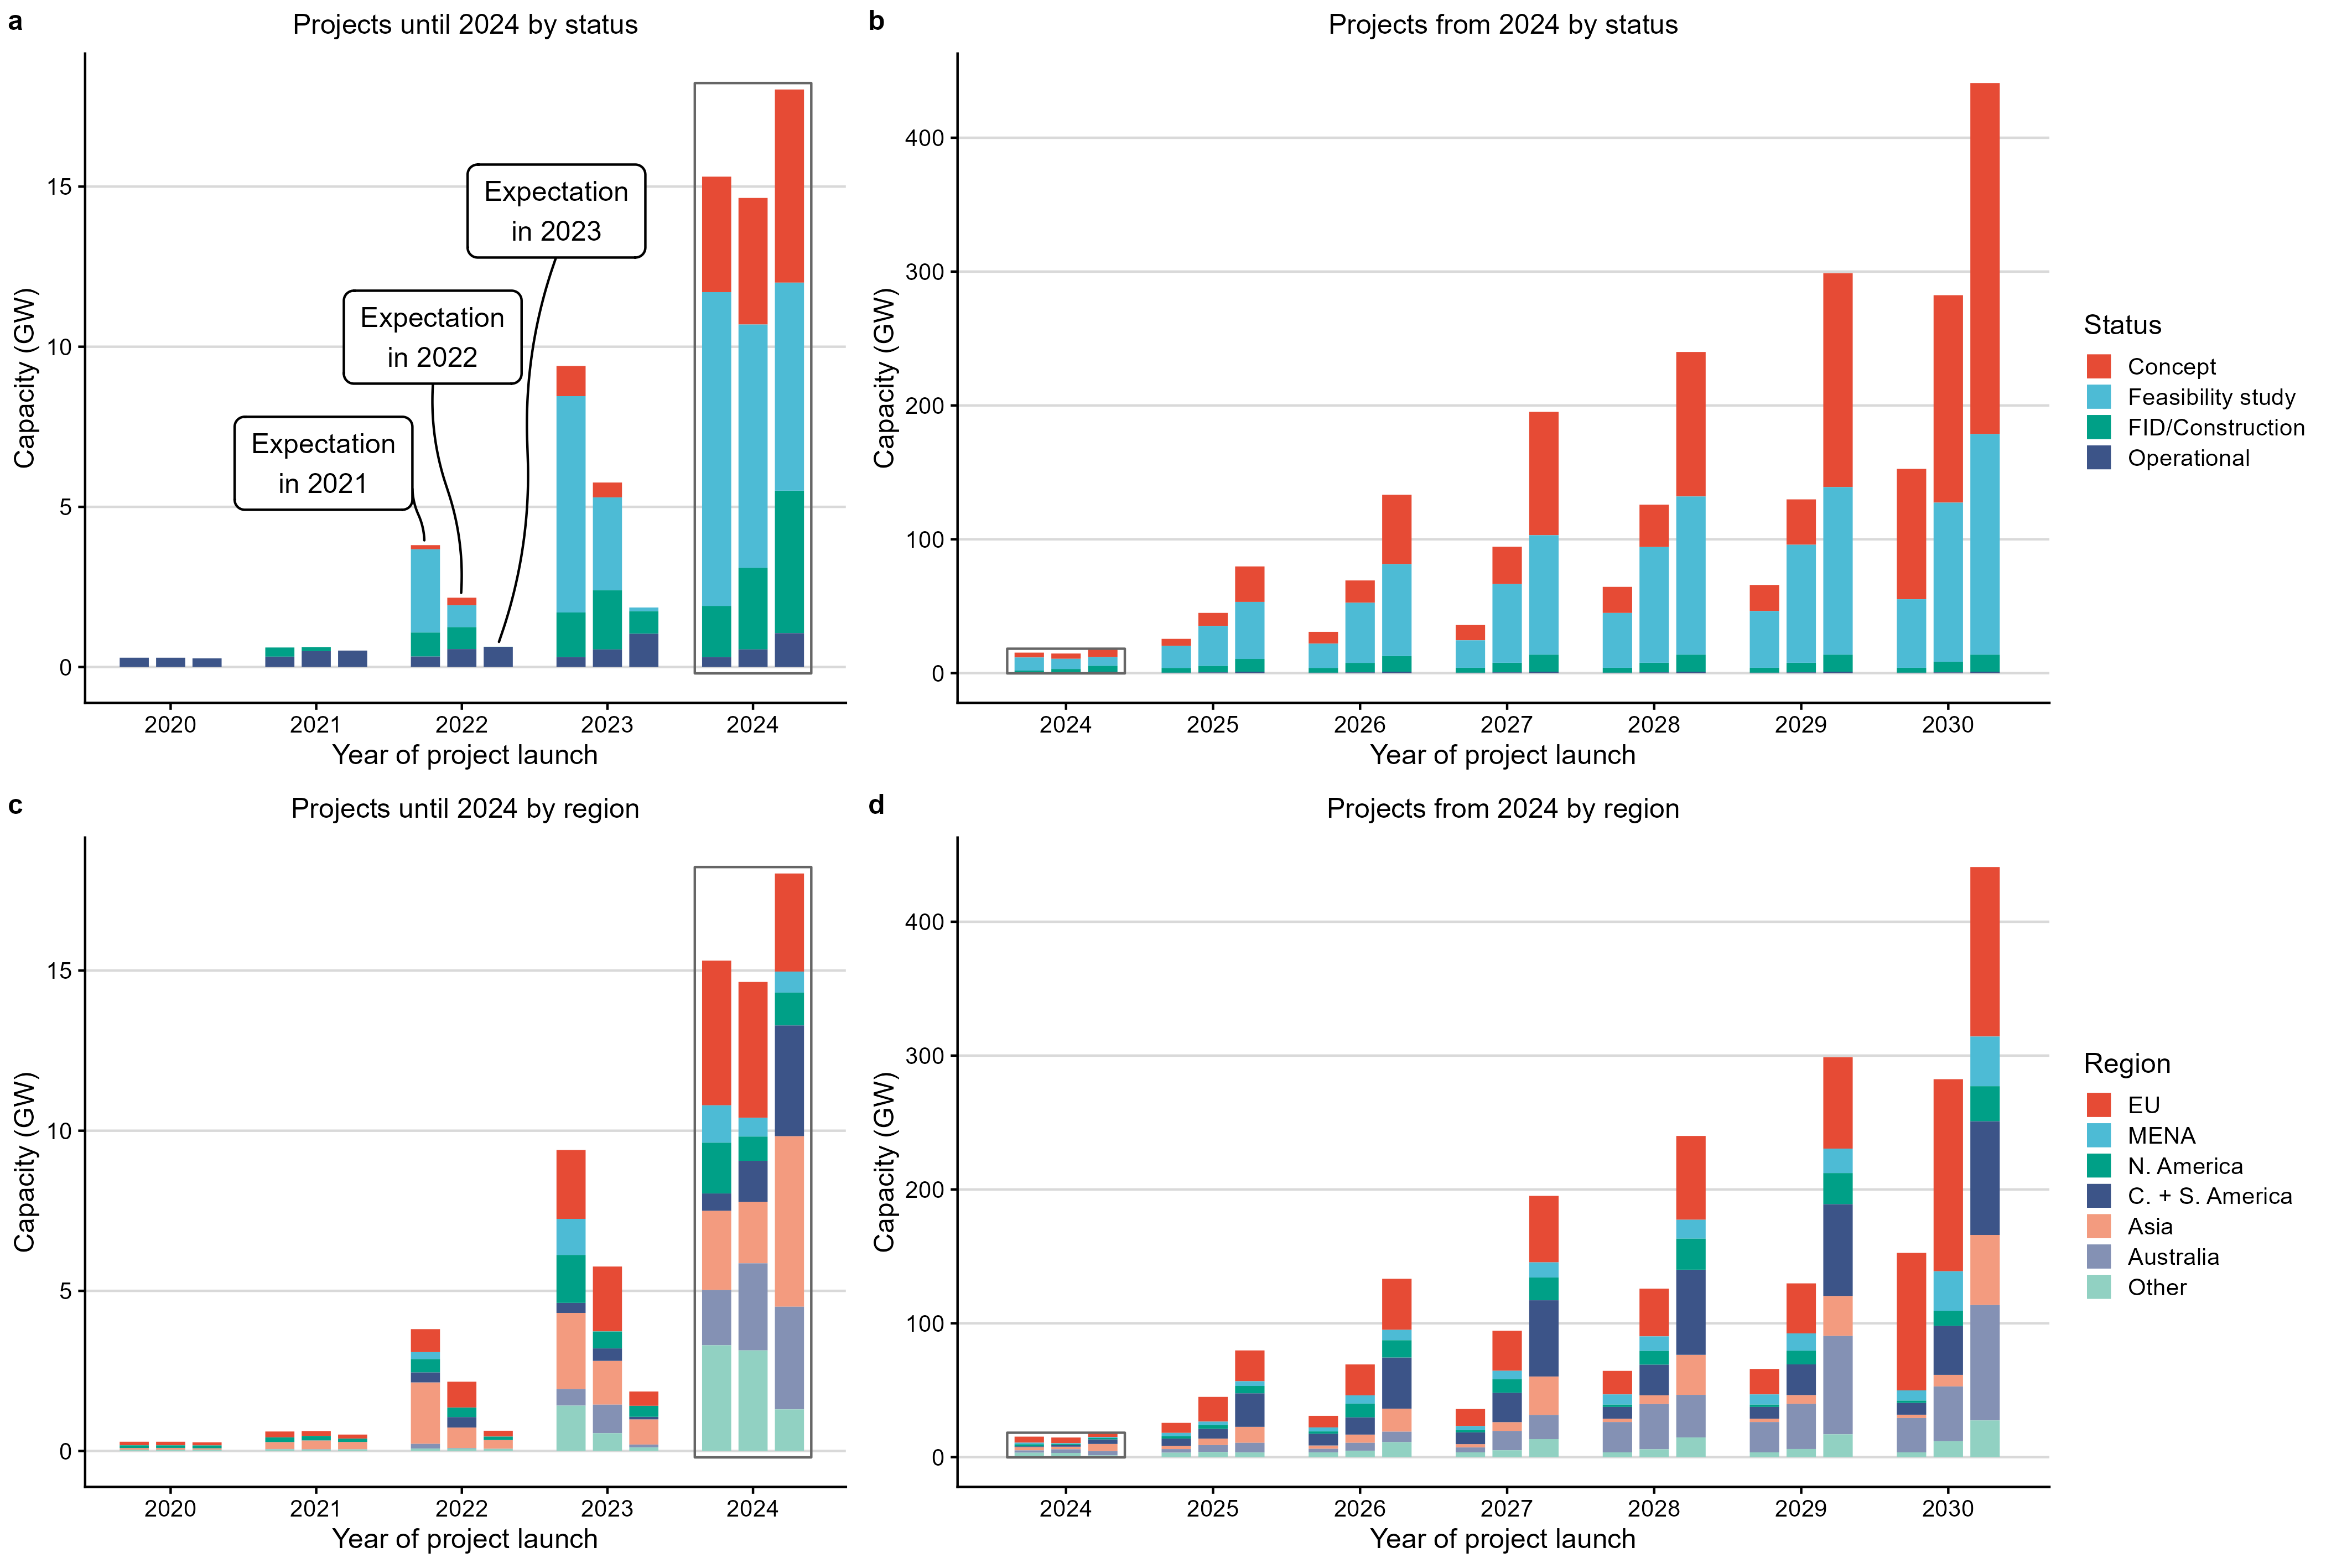 a
Projects until 2024 by status
Capacity (GW)
15
10
5
0
Expectation
in 2023
Expectation
in 2022
Expectation
in 2021
2020 2021 2022 2023 2024
Year of project launch
b
Projects from 2024 by status
Capacity (GW)
400
300
200
100
0
2024 2025 2026 2027 2028 2029 2030
Year of project launch
Status
Concept
Feasibility study
FID/Construction
Operational
c
Projects until 2024 by region
Capacity (GW)
15
10
5
0
2020 2021 2022 2023 2024
Year of project launch
d
Projects from 2024 by region
Capacity (GW)
400
300
200
100
0
2024 2025 2026 2027 2028 2029 2030
Year of project launch
Region
EU
MENA
N. America
C. + S. America
Asia
Australia
Other